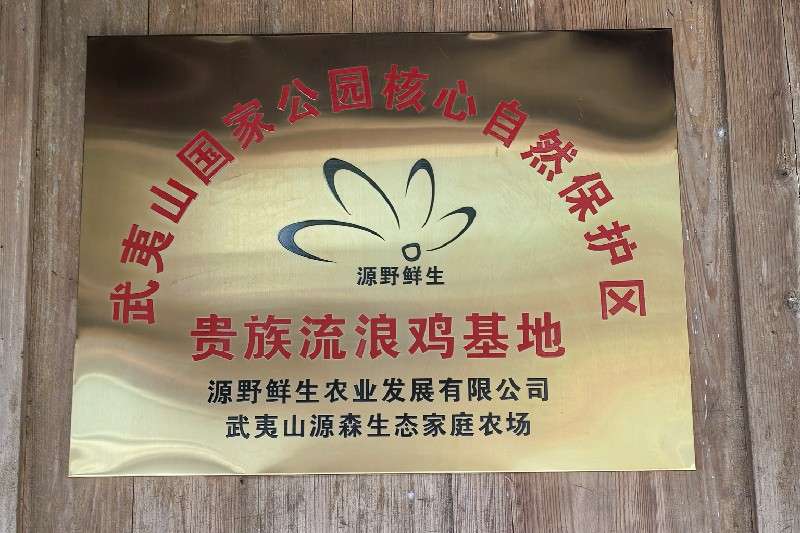 武夷山国家公园核心自然保护区
源野鲜生
贵族流浪鸡基地
源野鲜生农业发展有限公司
武夷山源森生态家庭农场